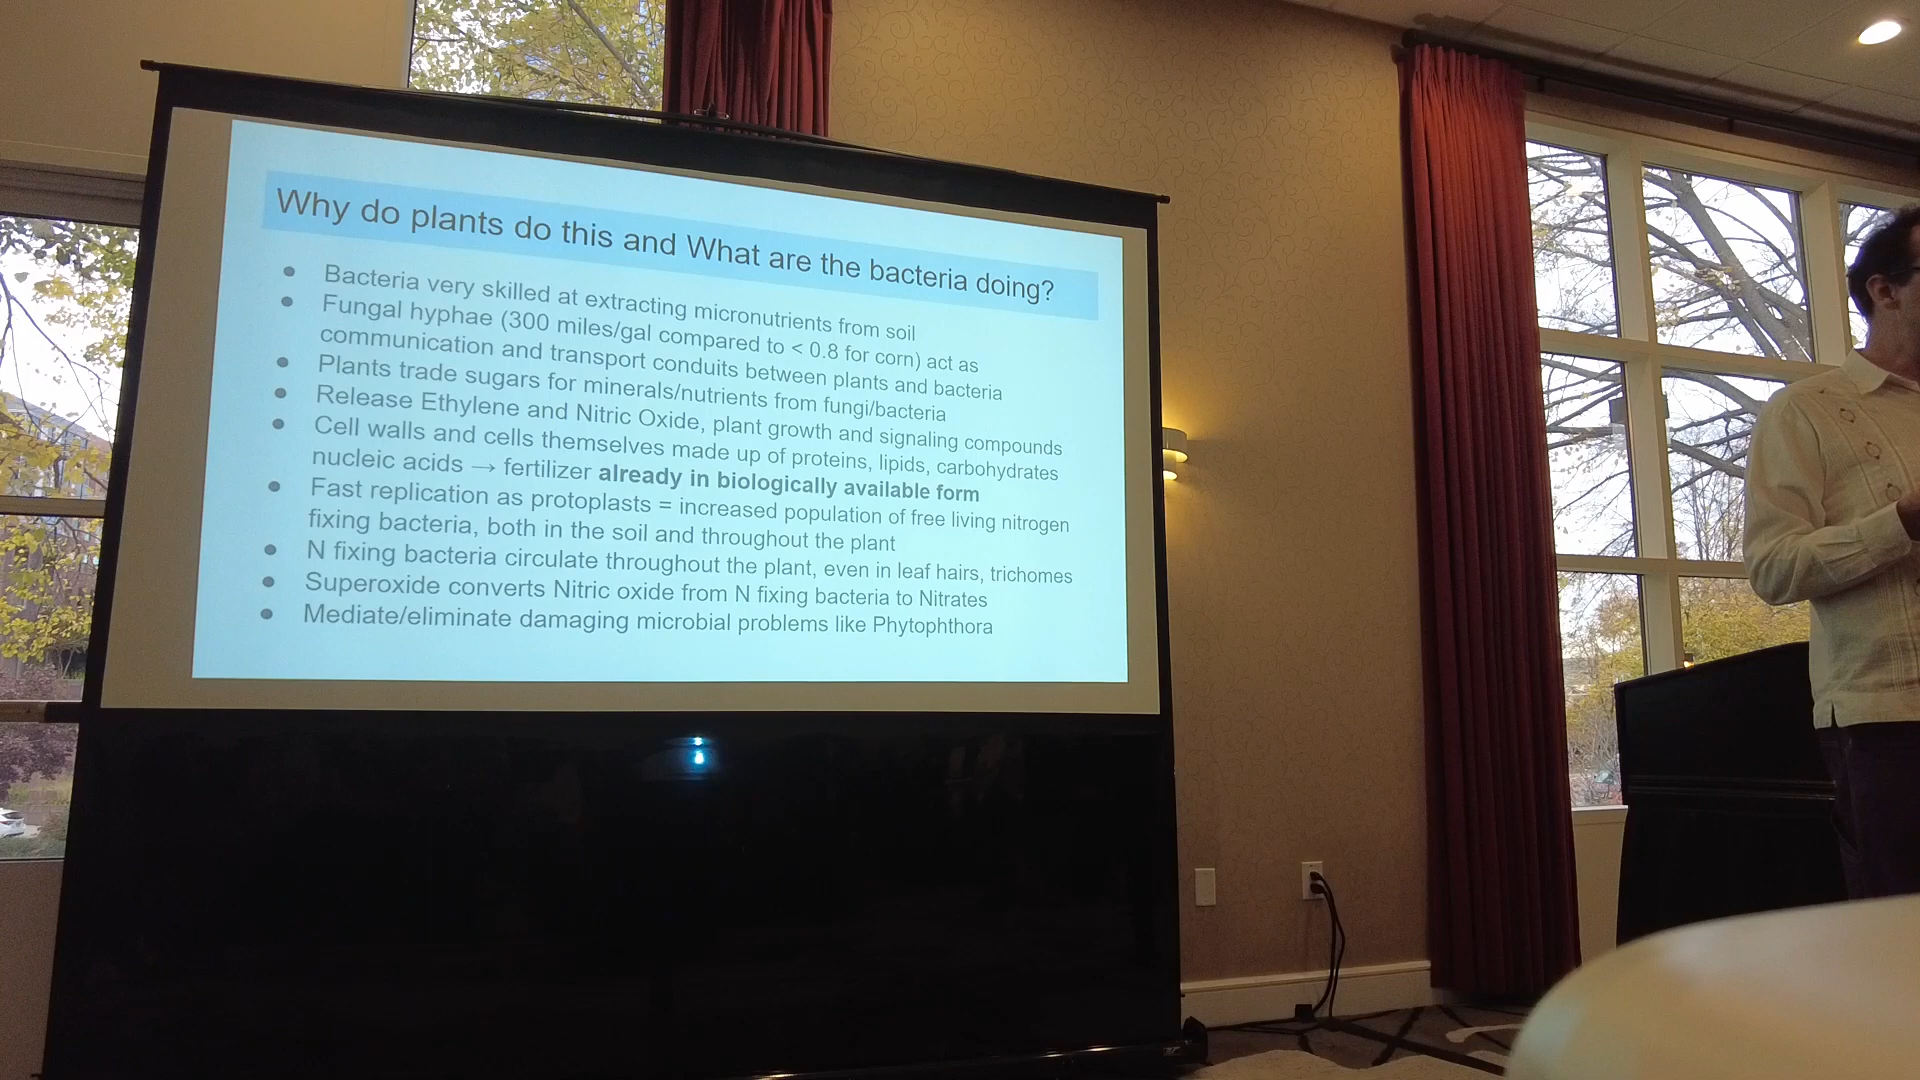 Why do plants do this and What are the bacteria doing?
● Bacteria very skilled at extracting micronutrients from soil
● Fungal hyphae (300 miles/gal compared to < 0.8 for corn) act as
communication and transport conduits between plants and bacteria
● Plants trade sugars for minerals/nutrients from fungi/bacteria
● Release Ethylene and Nitric Oxide, plant growth and signaling compounds
● Cell walls and cells themselves made up of proteins, lipids, carbohydrates
nucleic acids → fertilizer already in biologically available form
● Fast replication as protoplasts = increased population of free living nitrogen
fixing bacteria, both in the soil and throughout the plant
● N fixing bacteria circulate throughout the plant, even in leaf hairs, trichomes
● Superoxide converts Nitric oxide from N fixing bacteria to Nitrates
● Mediate/eliminate damaging microbial problems like Phytophthora